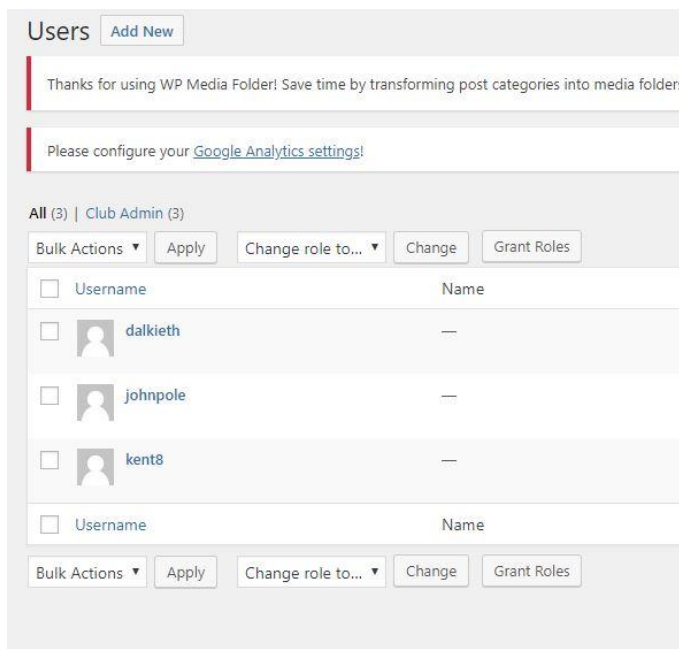 Users Add New
Thanks for using WP Media Folder! Save time by transforming post categories into media folders
Please configure your Google Analytics settings!
All (3) | Club Admin (3)
Bulk Actions Apply Change role to... Change Grant Roles
Username Name
dalkieth —
johnpole —
kent8 —
Username Name
Bulk Actions Apply Change role to... Change Grant Roles